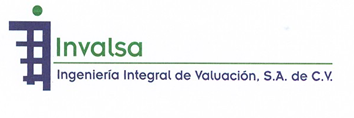 Invalsa
Ingeniería Integral de Valuación, S.A. de C.V.